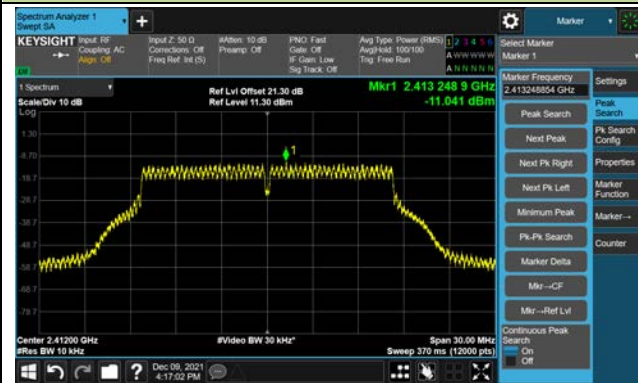 Spectrum Analyzer 1
Swept SA
Marker
KEYSIGHT
Input: RF
Coupling: AC
Align: Off
Input Z: 50 Ω
Corrections: Off
Freq Ref: Int (S)
#Atten: 10 dB
Preamp: Off
PNO: Fast
Gate: Off
IF Gain: Low
Sig Track: Off
Avg Type: Power (RMS)
Avg|Hold: 100/100
Trig: Free Run
1 2 3 4 5 6
A W W W W W
A N N N N N
1 Spectrum
Scale/Div 10 dB
Ref Lvl Offset 21.30 dB
Ref Level 11.30 dBm
Mkr1 2.413 248 9 GHz
-11.041 dBm
Log
1.30
-8.70
-18.7
-28.7
-38.7
-48.7
-58.7
-68.7
-78.7
1
Center 2.41200 GHz
#Res BW 10 kHz
#Video BW 30 kHz*
Span 30.00 MHz
Sweep 370 ms (12000 pts)
Dec 09, 2021
4:17:02 PM
Select Marker
Marker 1
Marker Frequency
2.413248854 GHz
Peak Search
Next Peak
Next Pk Right
Next Pk Left
Minimum Peak
Pk-Pk Search
Marker Delta
Mkr→CF
Mkr→Ref Lvl
Continuous Peak
Search
On
Off
Settings
Peak
Search
Pk Search
Config
Properties
Marker
Function
Marker→
Counter